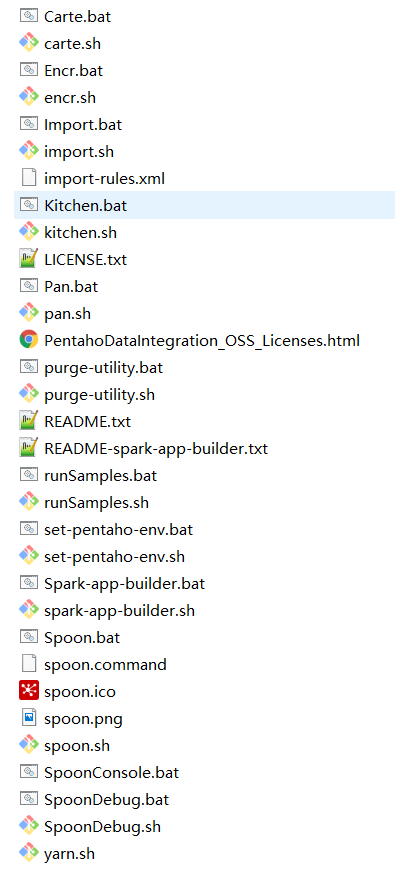 Carte.bat
carte.sh
Encr.bat
encr.sh
Import.bat
import.sh
import-rules.xml
Kitchen.bat
kitchen.sh
LICENSE.txt
Pan.bat
pan.sh
PentahoDataIntegration_OSS_Licenses.html
purge-utility.bat
purge-utility.sh
README.txt
README-spark-app-builder.txt
runSamples.bat
runSamples.sh
set-pentaho-env.bat
set-pentaho-env.sh
Spark-app-builder.bat
spark-app-builder.sh
Spoon.bat
spoon.command
spoon.ico
spoon.png
spoon.sh
SpoonConsole.bat
SpoonDebug.bat
SpoonDebug.sh
yarn.sh